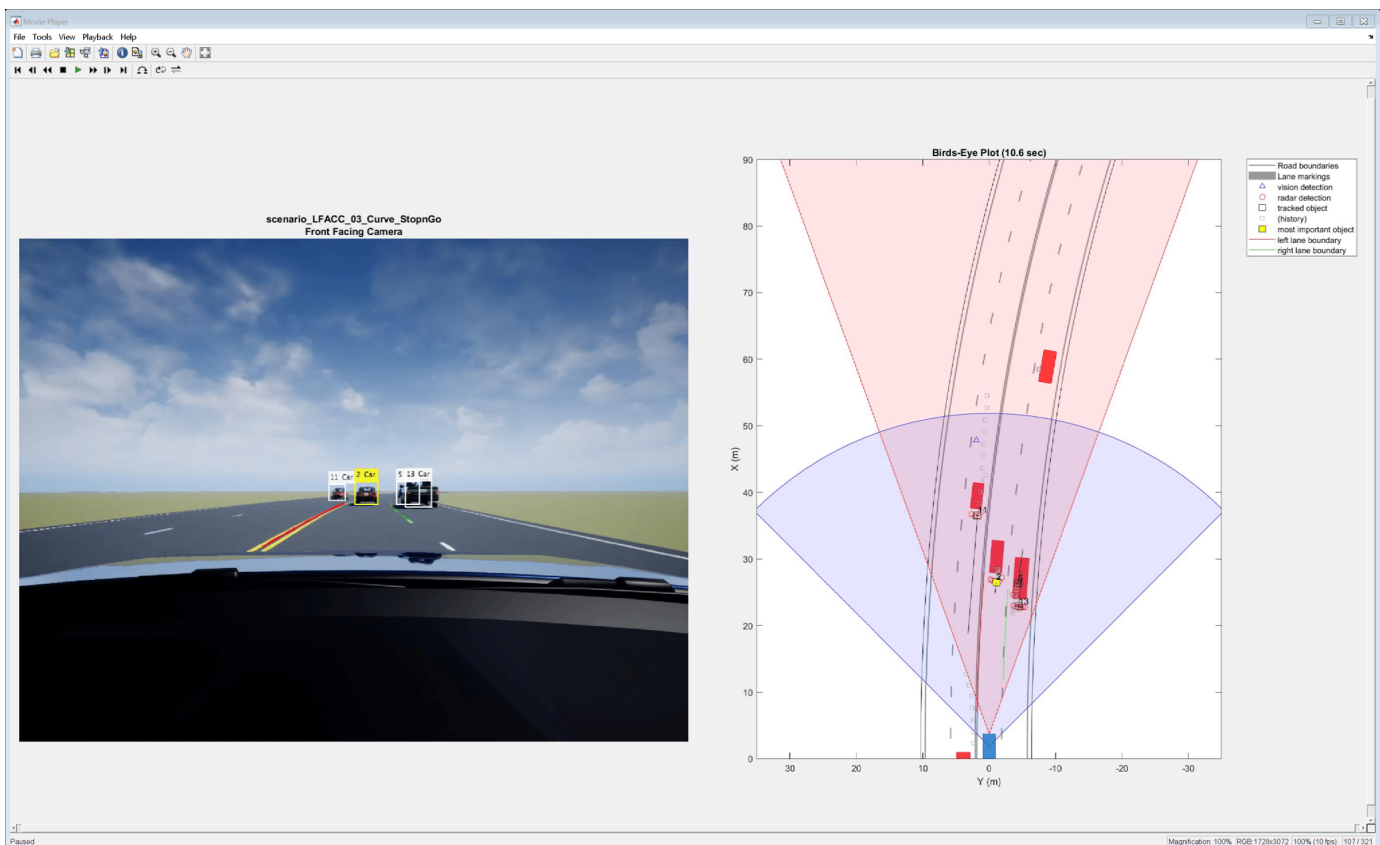 Movie Player
File Tools View Playback Help
scenario_LFACC_03_Curve_StopnGo
Front Facing Camera
11 Car
2 Car
5
13 Car
Birds-Eye Plot (10.6 sec)
90
80
70
60
50
40
30
20
10
0
X (m)
30 20 10 0 -10 -20 -30
Y (m)
11
2
13
Road boundaries
Lane markings
vision detection
radar detection
tracked object
(history)
most important object
left lane boundary
right lane boundary
Paused
Magnification: 100% RGB:1728x3072 100% (10 fps) 107 / 321